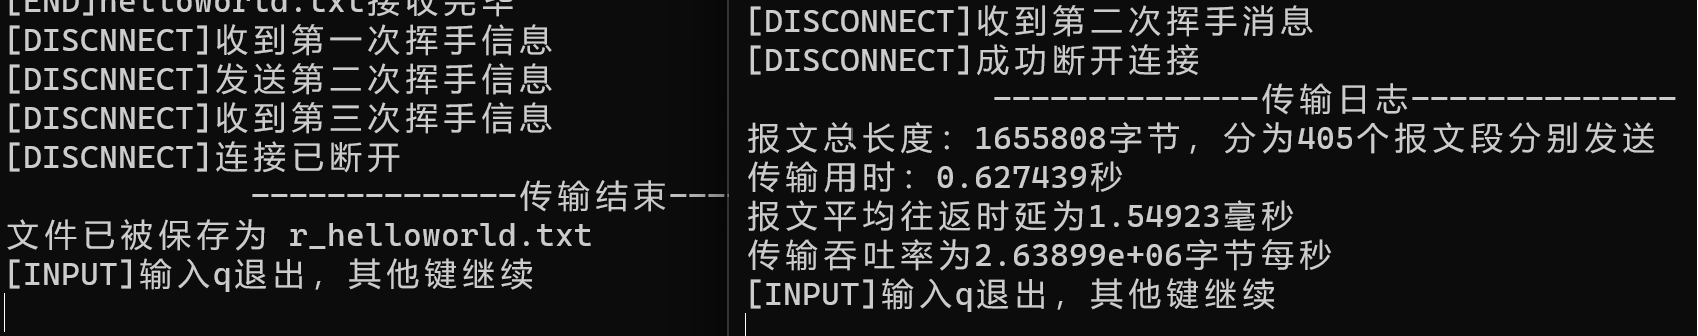 [END]helloworld.txt接收完毕
[DISCNNECT]收到第一次挥手信息
[DISCNNECT]发送第二次挥手信息
[DISCNNECT]收到第三次挥手信息
[DISCNNECT]连接已断开
--------------传输结束----
文件已被保存为 r_helloworld.txt
[INPUT]输入q退出，其他键继续
[DISCONNECT]收到第二次挥手消息
[DISCONNECT]成功断开连接
--------------传输日志--------------
报文总长度：1655808字节，分为405个报文段分别发送
传输用时：0.627439秒
报文平均往返时延为1.54923毫秒
传输吞吐率为2.63899e+06字节每秒
[INPUT]输入q退出，其他键继续